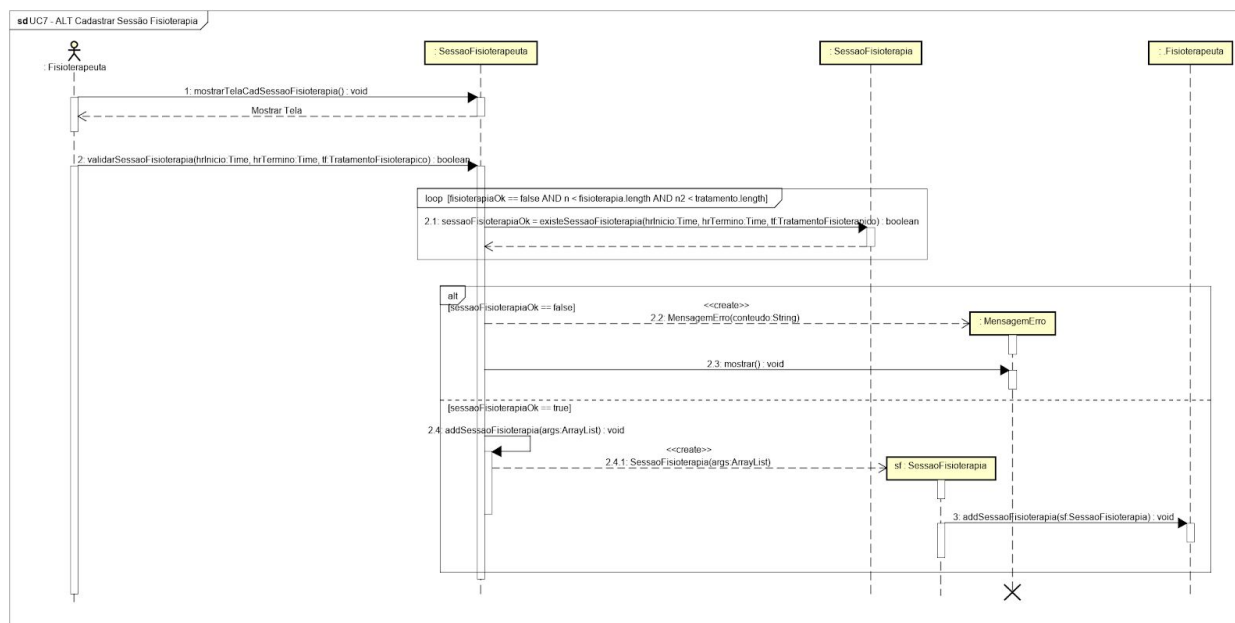 sd UC7 - ALT Cadastrar Sessão Fisioterapia
: Fisioterapeuta
: SessaoFisioterapeuta
: SessaoFisioterapia
: .Fisioterapeuta
1: mostrarTelaCadSessaoFisioterapia() : void
Mostrar Tela
2: validarSessaoFisioterapia(hrInicio:Time, hrTermino:Time, tf:TratamentoFisioterapico) : boolean
loop [fisioterapiaOk == false AND n < fisioterapia.length AND n2 < tratamento.length]
2.1: sessaoFisioterapiaOk = existeSessaoFisioterapia(hrInicio:Time, hrTermino:Time, tf:TratamentoFisioterapico) : boolean
alt
[sessaoFisioterapiaOk == false]
<<create>>
2.2: MensagemErro(conteudo:String)
: MensagemErro
2.3: mostrar() : void
[sessaoFisioterapiaOk == true]
2.4: addSessaoFisioterapia(args:ArrayList) : void
<<create>>
2.4.1: SessaoFisioterapia(args:ArrayList)
sf : SessaoFisioterapia
3: addSessaoFisioterapia(sf:SessaoFisioterapia) : void